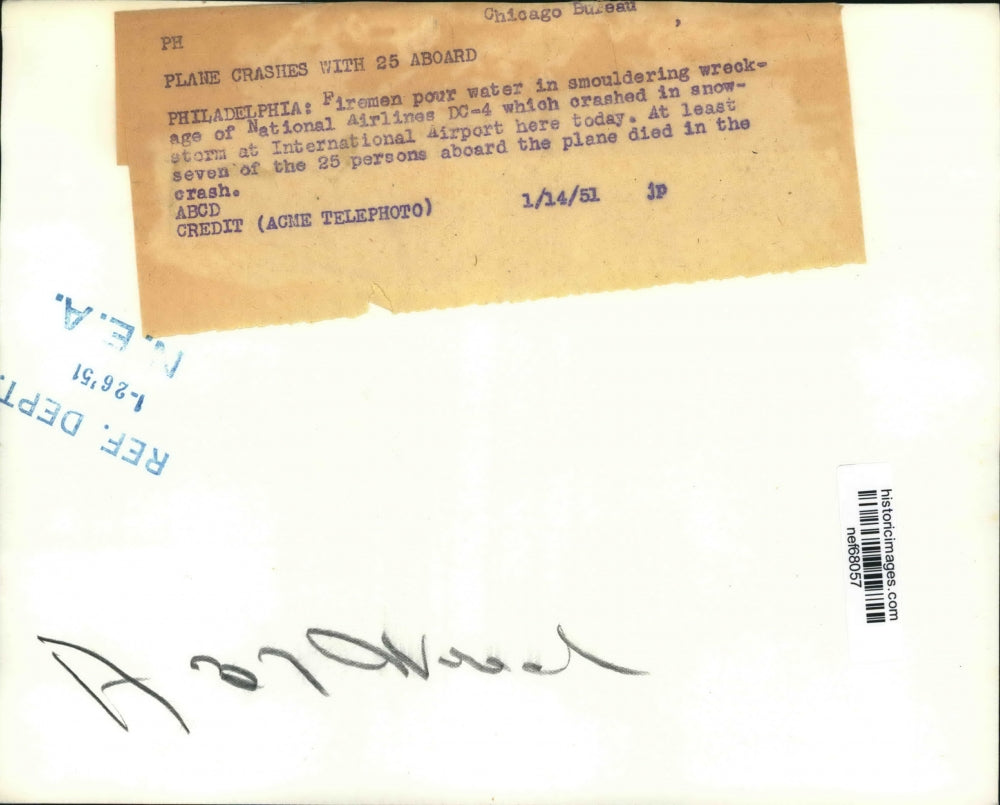 Chicago Bureau
PH
PLANE CRASHES WITH 25 ABOARD
PHILADELPHIA: Firemen pour water in smouldering wreck-
age of National Airlines DC-4 which crashed in snow-
storm at International Airport here today. At least
seven of the 25 persons aboard the plane died in the
crash.
ABCD
CREDIT (ACME TELEPHOTO) 1/14/51 jp
REF. DEPT.
1-26'51
N.E.A.
historicimages.com
nef68057